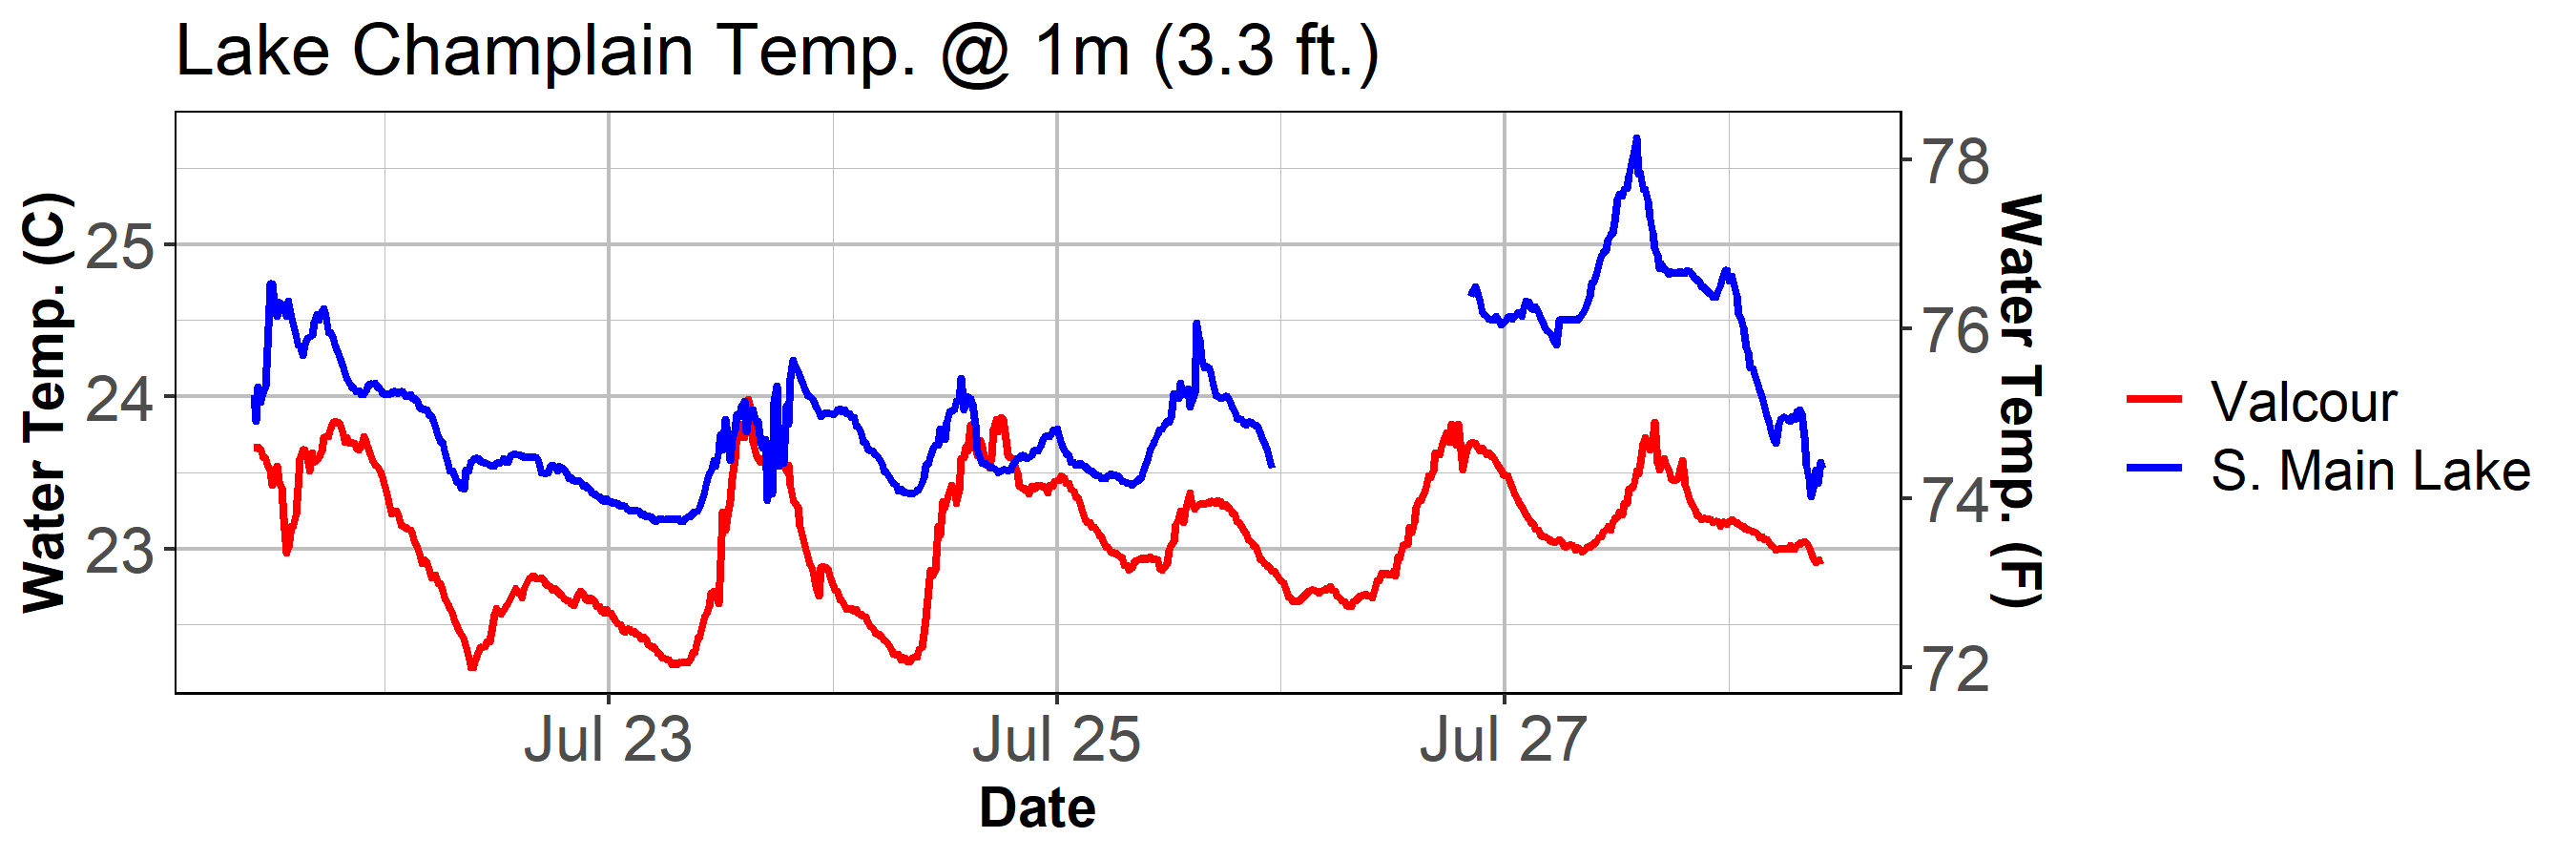 Lake Champlain Temp. @ 1m (3.3 ft.)
Water Temp. (C)
25
24
23
78
76
74
72
Water Temp. (F)
Jul 23
Jul 25
Jul 27
Date
Valcour
S. Main Lake